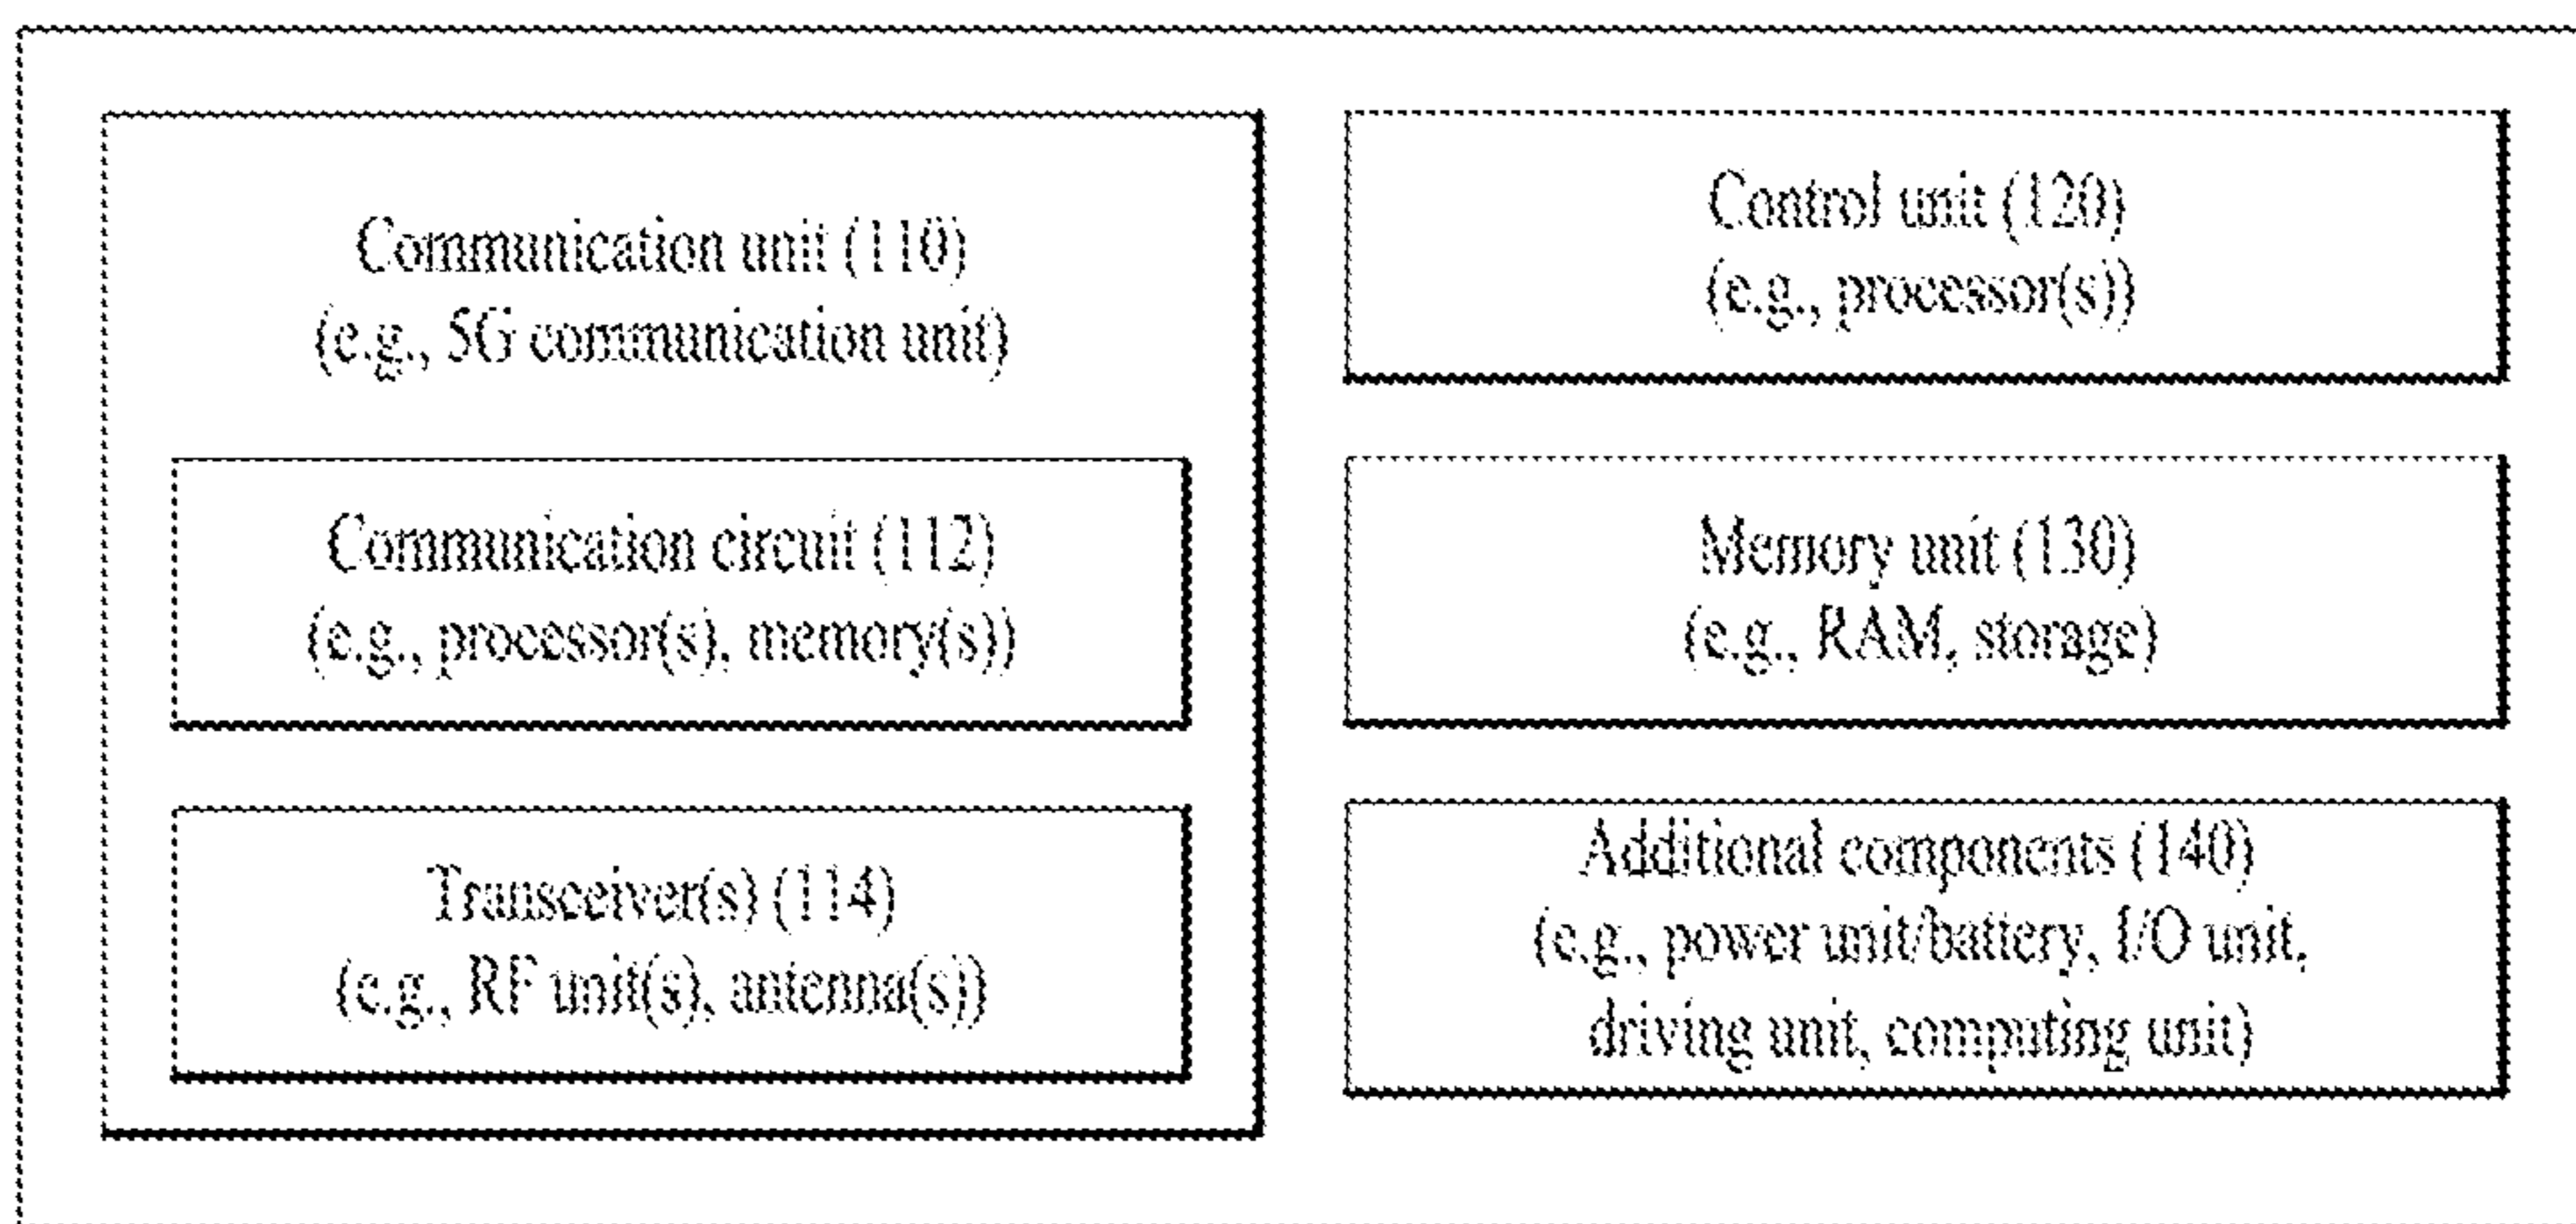 Communication unit (110)
(e.g., 5G communication unit)
Communication circuit (112)
(e.g., processor(s), memory(s))
Transceiver(s) (114)
(e.g., RF unit(s), antenna(s))
Control unit (120)
(e.g., processor(s))
Memory unit (130)
(e.g., RAM, storage)
Additional components (140)
(e.g., power unit/battery, I/O unit,
driving unit, computing unit)